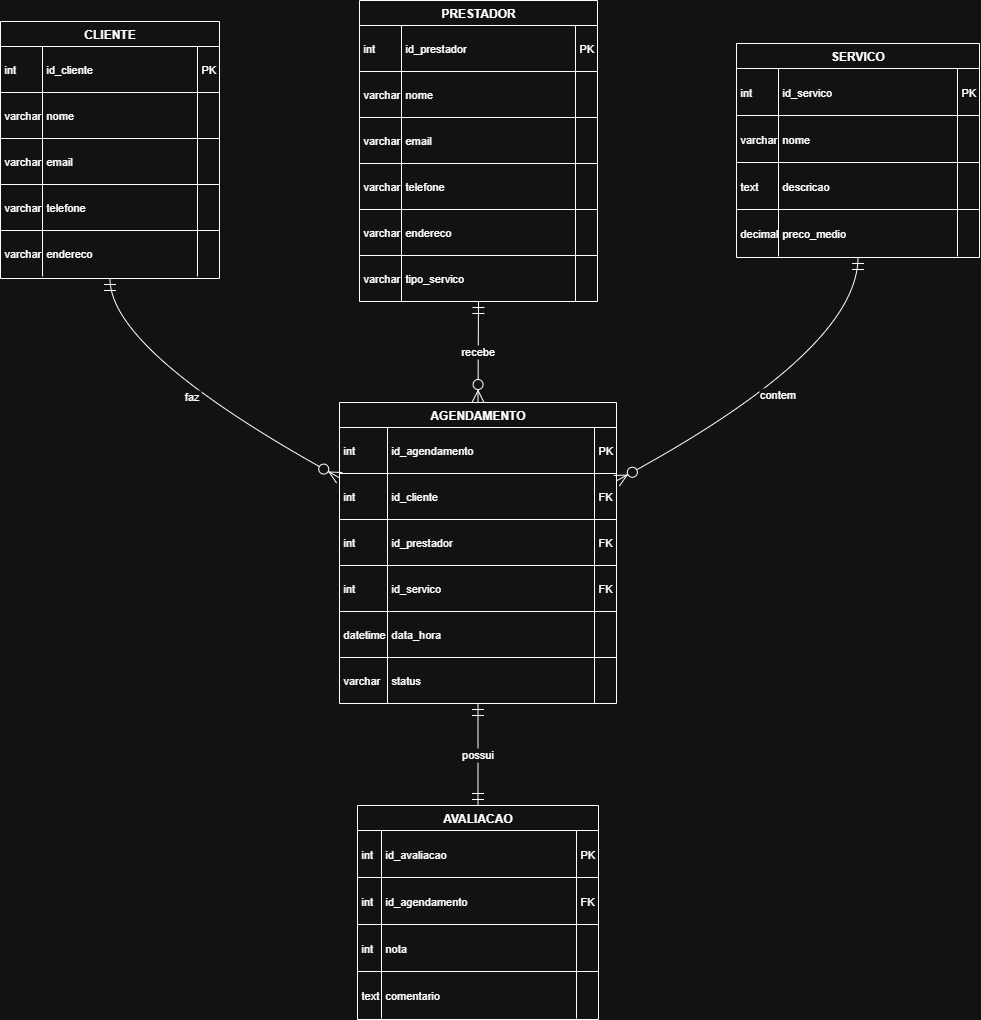 CLIENTE
int id_cliente PK
varchar nome
varchar email
varchar telefone
varchar endereco
PRESTADOR
int id_prestador PK
varchar nome
varchar email
varchar telefone
varchar endereco
varchar tipo_servico
SERVICO
int id_servico PK
varchar nome
text descricao
decimal preco_medio
faz
recebe
contem
AGENDAMENTO
int id_agendamento PK
int id_cliente FK
int id_prestador FK
int id_servico FK
datetime data_hora
varchar status
possui
AVALIACAO
int id_avaliacao PK
int id_agendamento FK
int nota
text comentario